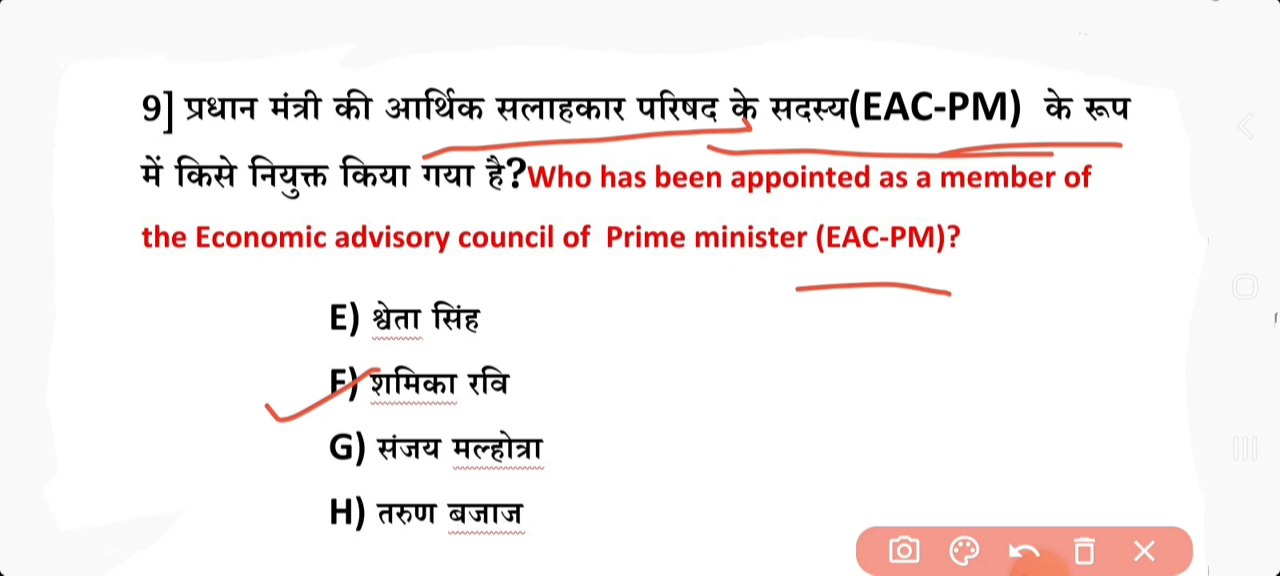 9] प्रधान मंत्री की आर्थिक सलाहकार परिषद के सदस्य(EAC-PM) के रूप
में किसे नियुक्त किया गया है?Who has been appointed as a member of
the Economic advisory council of Prime minister (EAC-PM)?
E) श्वेता सिंह
F) शमिका रवि
G) संजय मल्होत्रा
H) तरुण बजाज